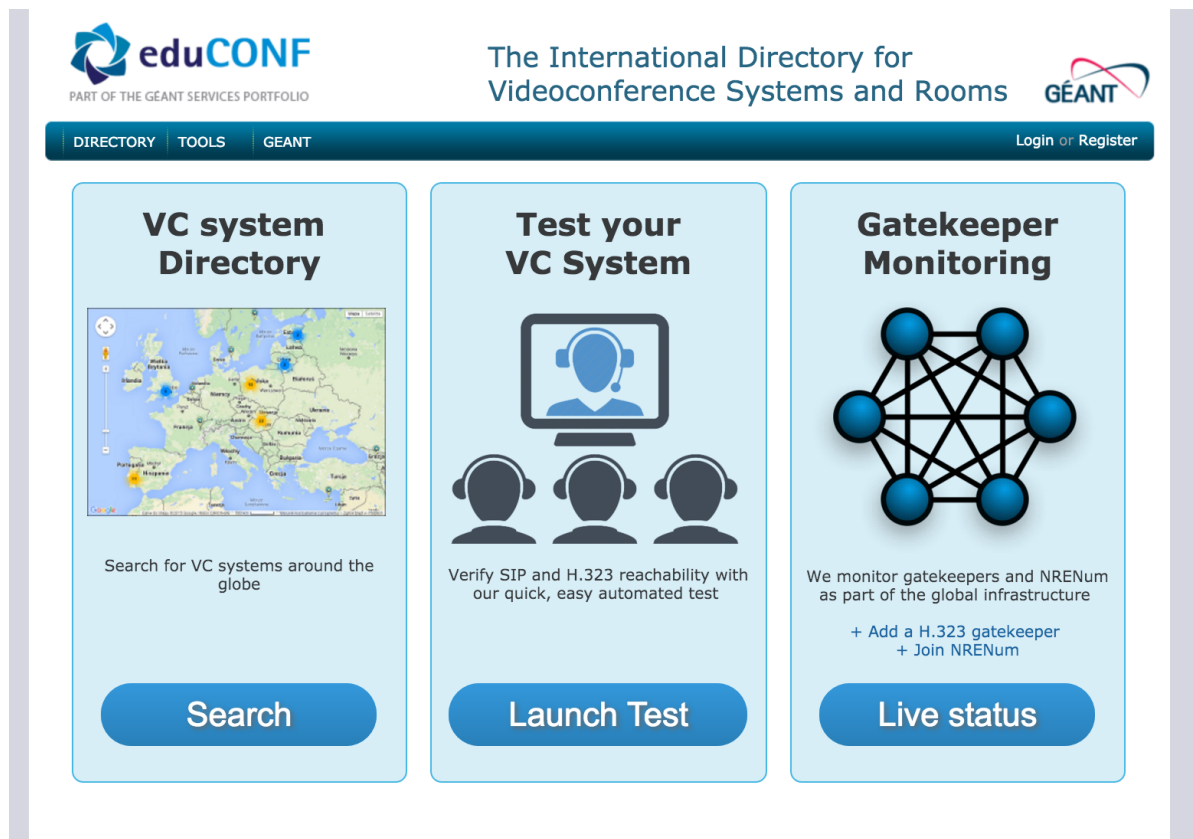 eduCONF
PART OF THE GÉANT SERVICES PORTFOLIO
The International Directory for
Videoconference Systems and Rooms
GÉANT
DIRECTORY TOOLS GEANT Login or Register
VC system
Directory
Search for VC systems around the
globe
Search
Test your
VC System
Verify SIP and H.323 reachability with
our quick, easy automated test
Launch Test
Gatekeeper
Monitoring
We monitor gatekeepers and NRENum
as part of the global infrastructure
+ Add a H.323 gatekeeper
+ Join NRENum
Live status